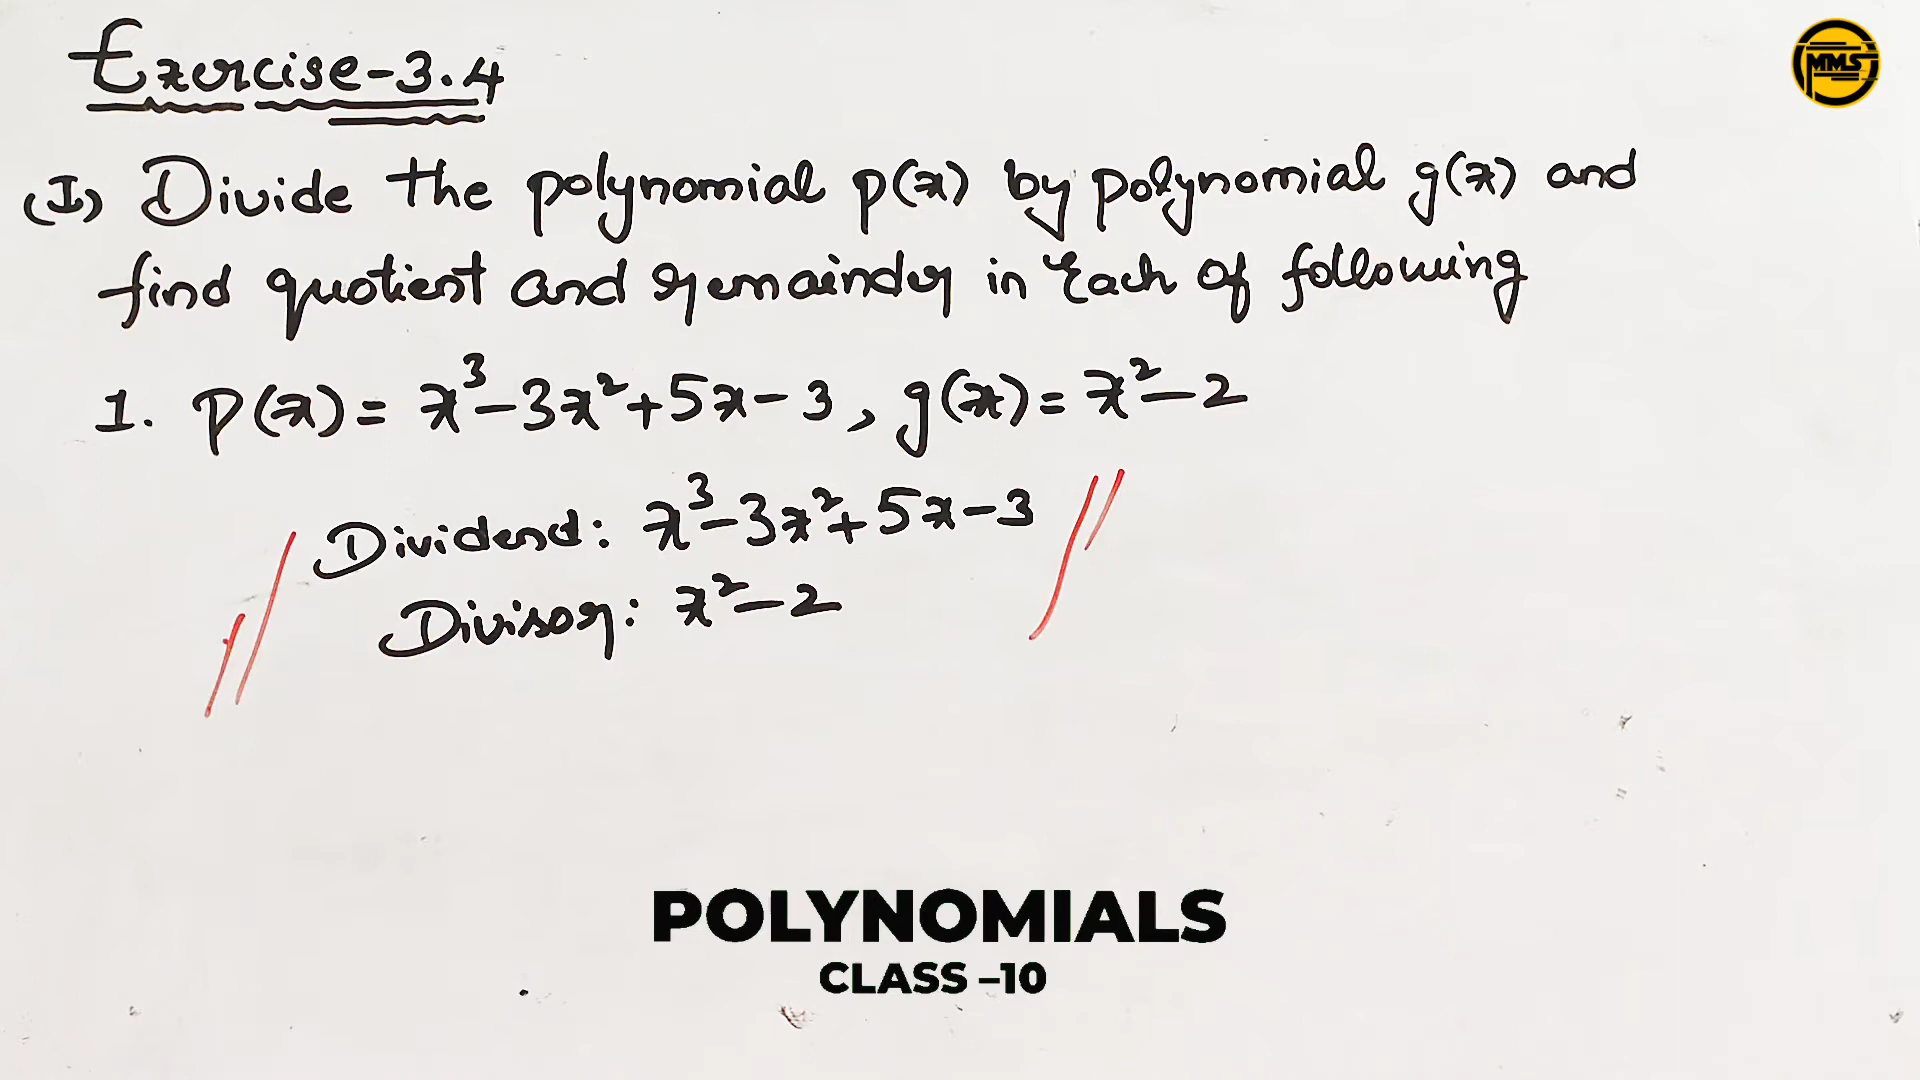 Exercise-3.4
MMS
(I) Divide the polynomial p(x) by polynomial g(x) and
find quotient and remainder in Each of following
1. p(x) = x³-3x²+5x-3, g(x) = x²-2
Dividend: x³-3x²+5x-3
Divisor: x²-2
POLYNOMIALS
CLASS –10